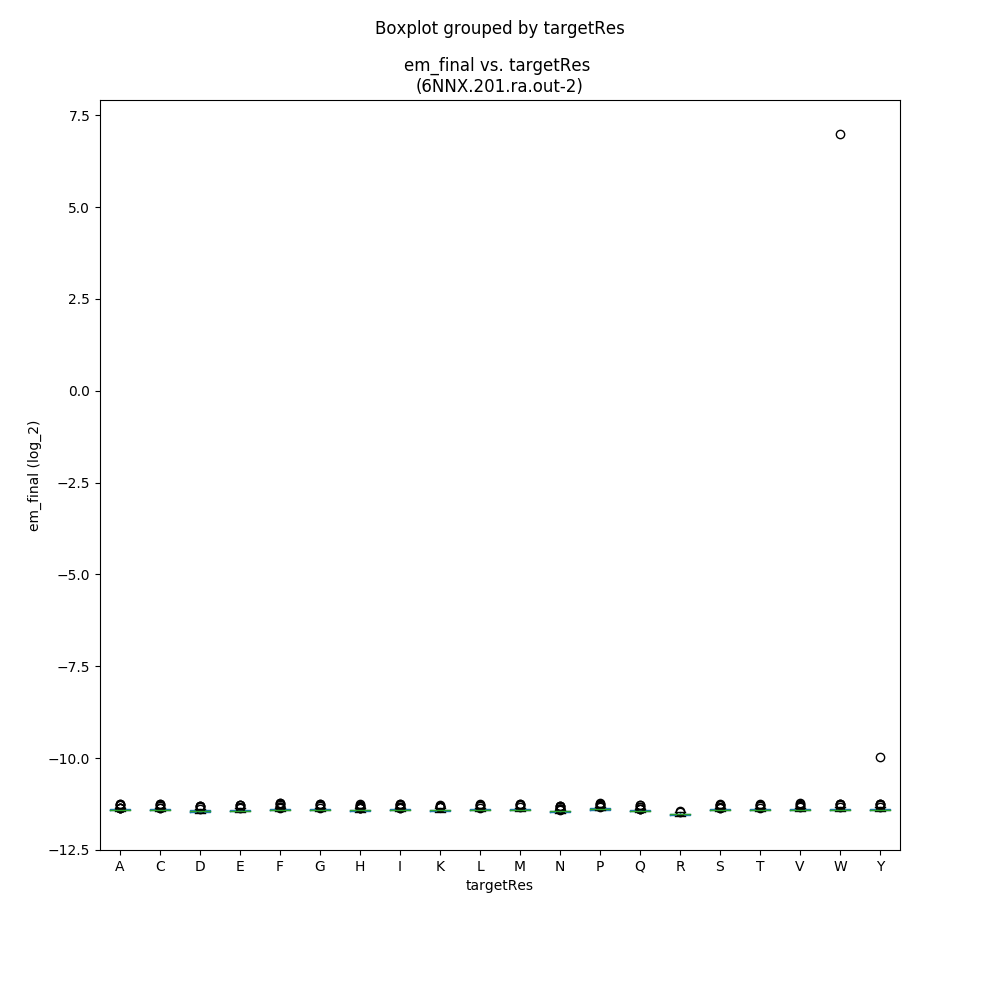 Boxplot grouped by targetRes
em_final vs. targetRes
(6NNX.201.ra.out-2)
7.5
5.0
2.5
0.0
−2.5
−5.0
−7.5
−10.0
−12.5
em_final (log_2)
A C D E F G H I K L M N P Q R S T V W Y
targetRes